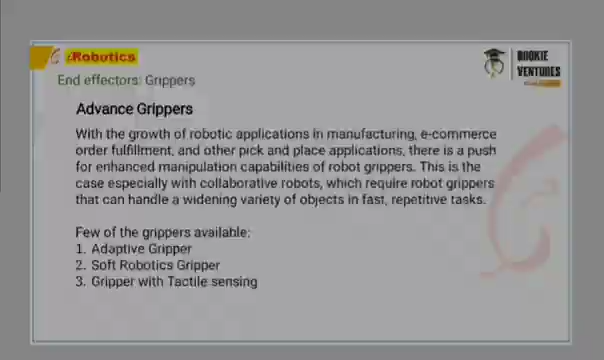 iRobotics
ROOKIE
VENTURES
End effectors: Grippers
Advance Grippers
With the growth of robotic applications in manufacturing, e-commerce
order fulfillment, and other pick and place applications, there is a push
for enhanced manipulation capabilities of robot grippers. This is the
case especially with collaborative robots, which require robot grippers
that can handle a widening variety of objects in fast, repetitive tasks.
Few of the grippers available:
1. Adaptive Gripper
2. Soft Robotics Gripper
3. Gripper with Tactile sensing